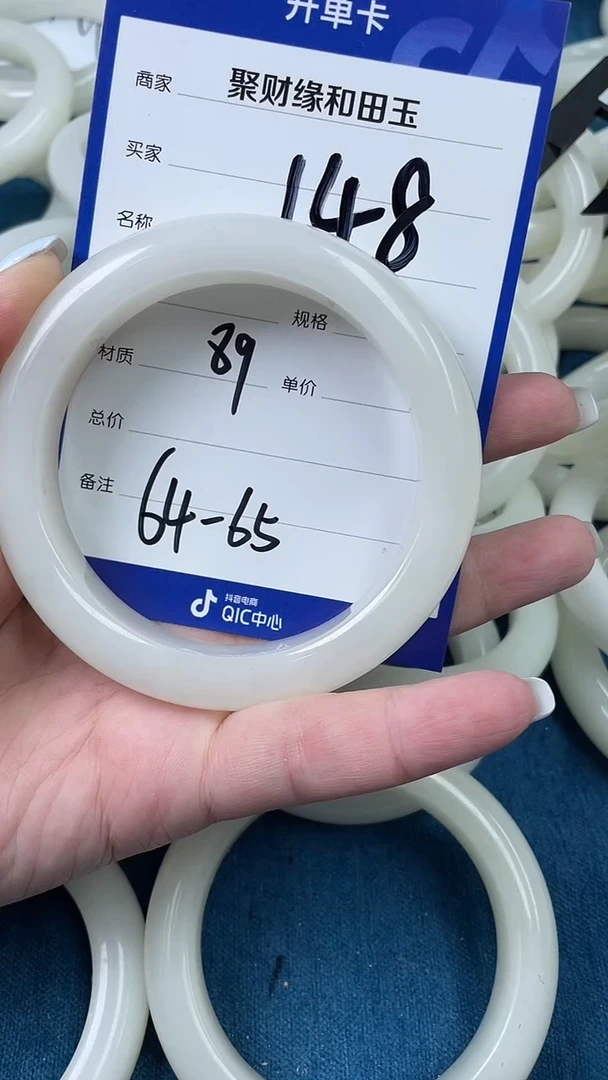 开单卡
商家 聚财缘和田玉
买家 148
名称
规格
材质 89 单价
总价
备注 64-65
抖音电商
QIC中心